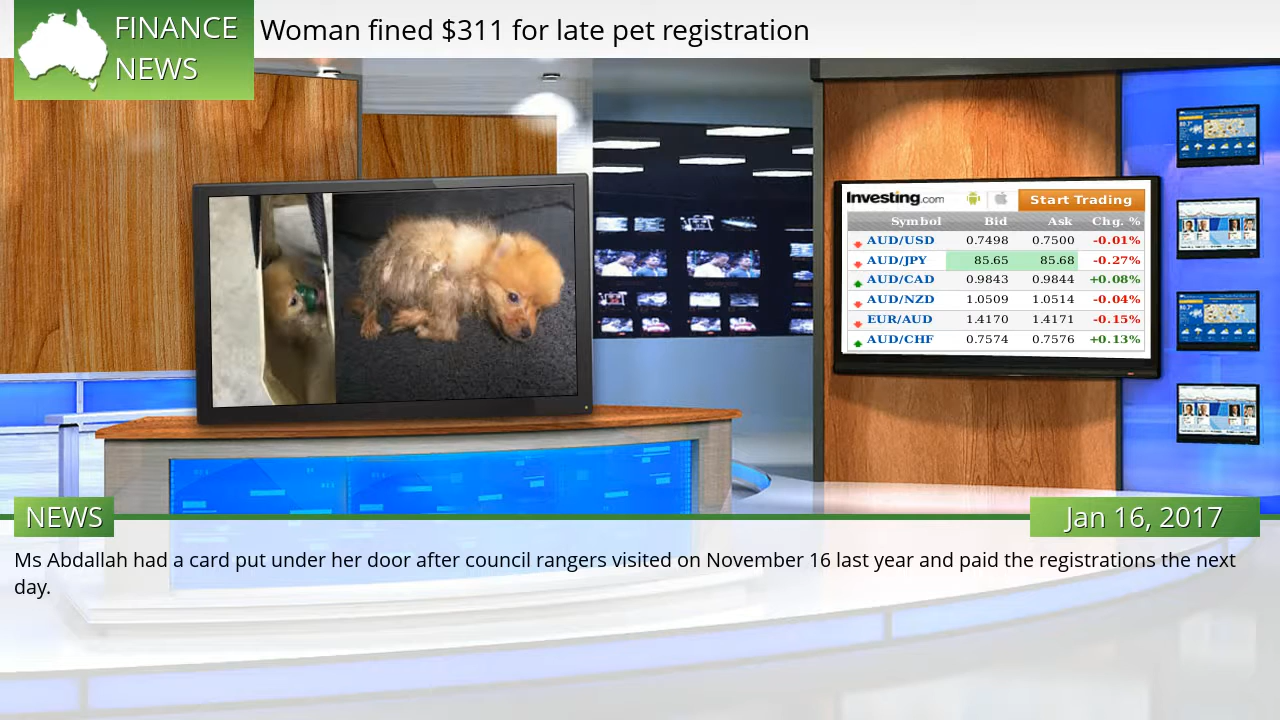 FINANCE
NEWS
Woman fined $311 for late pet registration
Investing.com
Start Trading
Symbol Bid Ask Chg. %
AUD/USD 0.7498 0.7500 -0.01%
AUD/JPY 85.65 85.68 -0.27%
AUD/CAD 0.9843 0.9844 +0.08%
AUD/NZD 1.0509 1.0514 -0.04%
EUR/AUD 1.4170 1.4171 -0.15%
AUD/CHF 0.7574 0.7576 +0.13%
NEWS
Jan 16, 2017
Ms Abdallah had a card put under her door after council rangers visited on November 16 last year and paid the registrations the next
day.